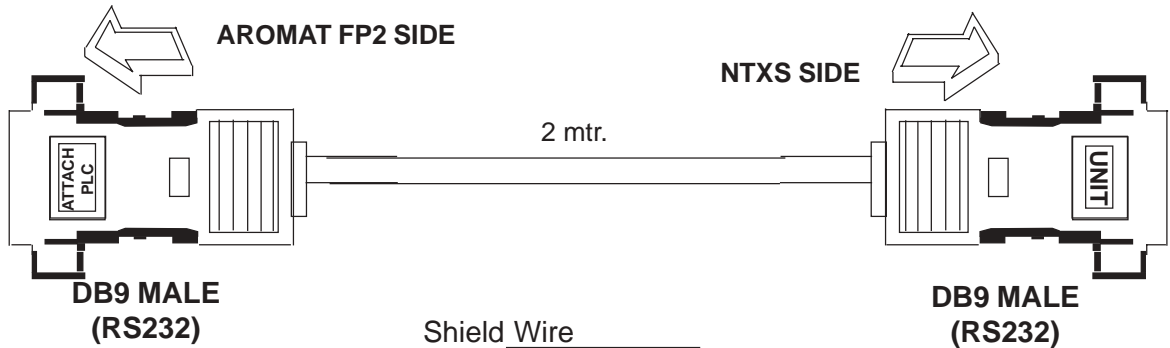 AROMAT FP2 SIDE
NTXS SIDE
2 mtr.
ATTACH
PLC
UNIT
DB9 MALE
(RS232)
DB9 MALE
(RS232)
Shield Wire